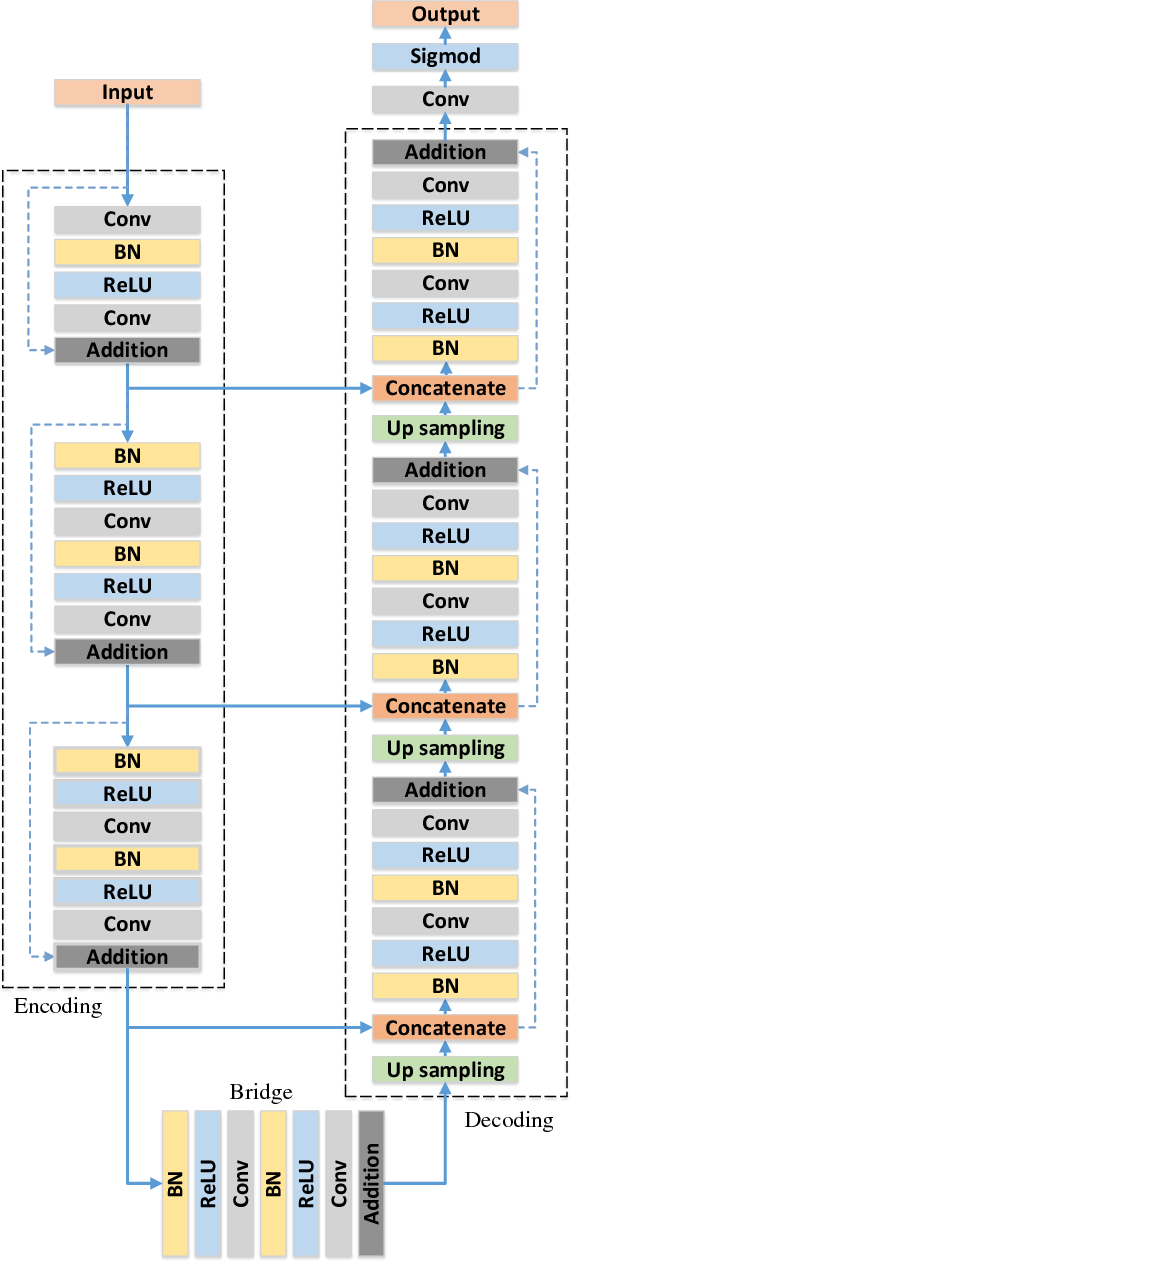 Input
Conv
BN
ReLU
Conv
Addition
BN
ReLU
Conv
BN
ReLU
Conv
Addition
BN
ReLU
Conv
BN
ReLU
Conv
Addition
Encoding
Bridge
BN
ReLU
Conv
BN
ReLU
Conv
Addition
Output
Sigmod
Conv
Addition
Conv
ReLU
BN
Conv
ReLU
BN
Concatenate
Up sampling
Addition
Conv
ReLU
BN
Conv
ReLU
BN
Concatenate
Up sampling
Addition
Conv
ReLU
BN
Conv
ReLU
BN
Concatenate
Up sampling
Decoding